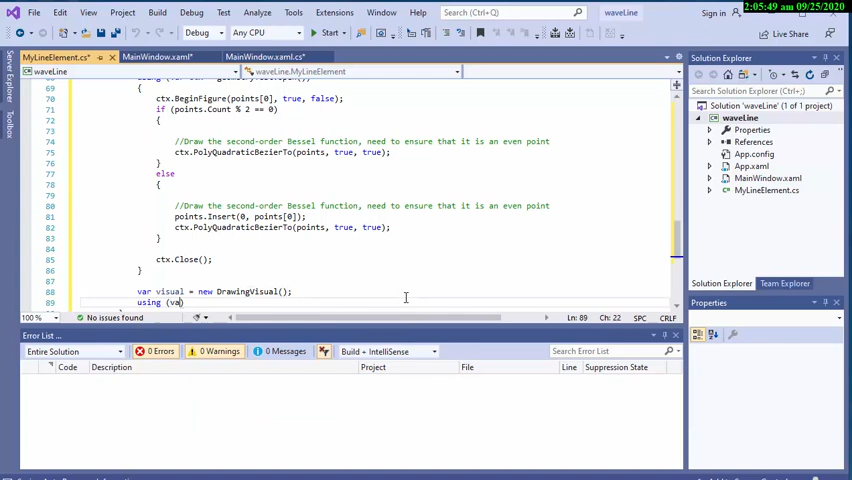 File Edit View Project Build Debug Test Analyze Tools Extensions Window Help Search (Ctrl+Q) waveLine Sign in
2:05:49 am 09/25/2020
Debug Any CPU Start Live Share
Server Explorer
Toolbox
MyLineElement.cs* MainWindow.xaml* MainWindow.xaml.cs*
waveLine waveLine.MyLineElement
69 {
70 ctx.BeginFigure(points[0], true, false);
71 if (points.Count % 2 == 0)
72 {
73
74 //Draw the second-order Bessel function, need to ensure that it is an even point
75 ctx.PolyQuadraticBezierTo(points, true, true);
76 }
77 else
78 {
79
80 //Draw the second-order Bessel function, need to ensure that it is an even point
81 points.Insert(0, points[0]);
82 ctx.PolyQuadraticBezierTo(points, true, true);
83 }
84
85 ctx.Close();
86 }
87
88 var visual = new DrawingVisual();
89 using (va)
100 % No issues found Ln: 89 Ch: 22 SPC CRLF
Error List
Entire Solution 0 Errors 0 Warnings 0 Messages Build + IntelliSense Search Error List
Code Description Project File Line Suppression State
Solution Explorer
Search Solution Explorer (Ctrl+;)
Solution 'waveLine' (1 of 1 project)
waveLine
Properties
References
App.config
App.xaml
MainWindow.xaml
MyLineElement.cs
Solution Explorer Team Explorer
Properties